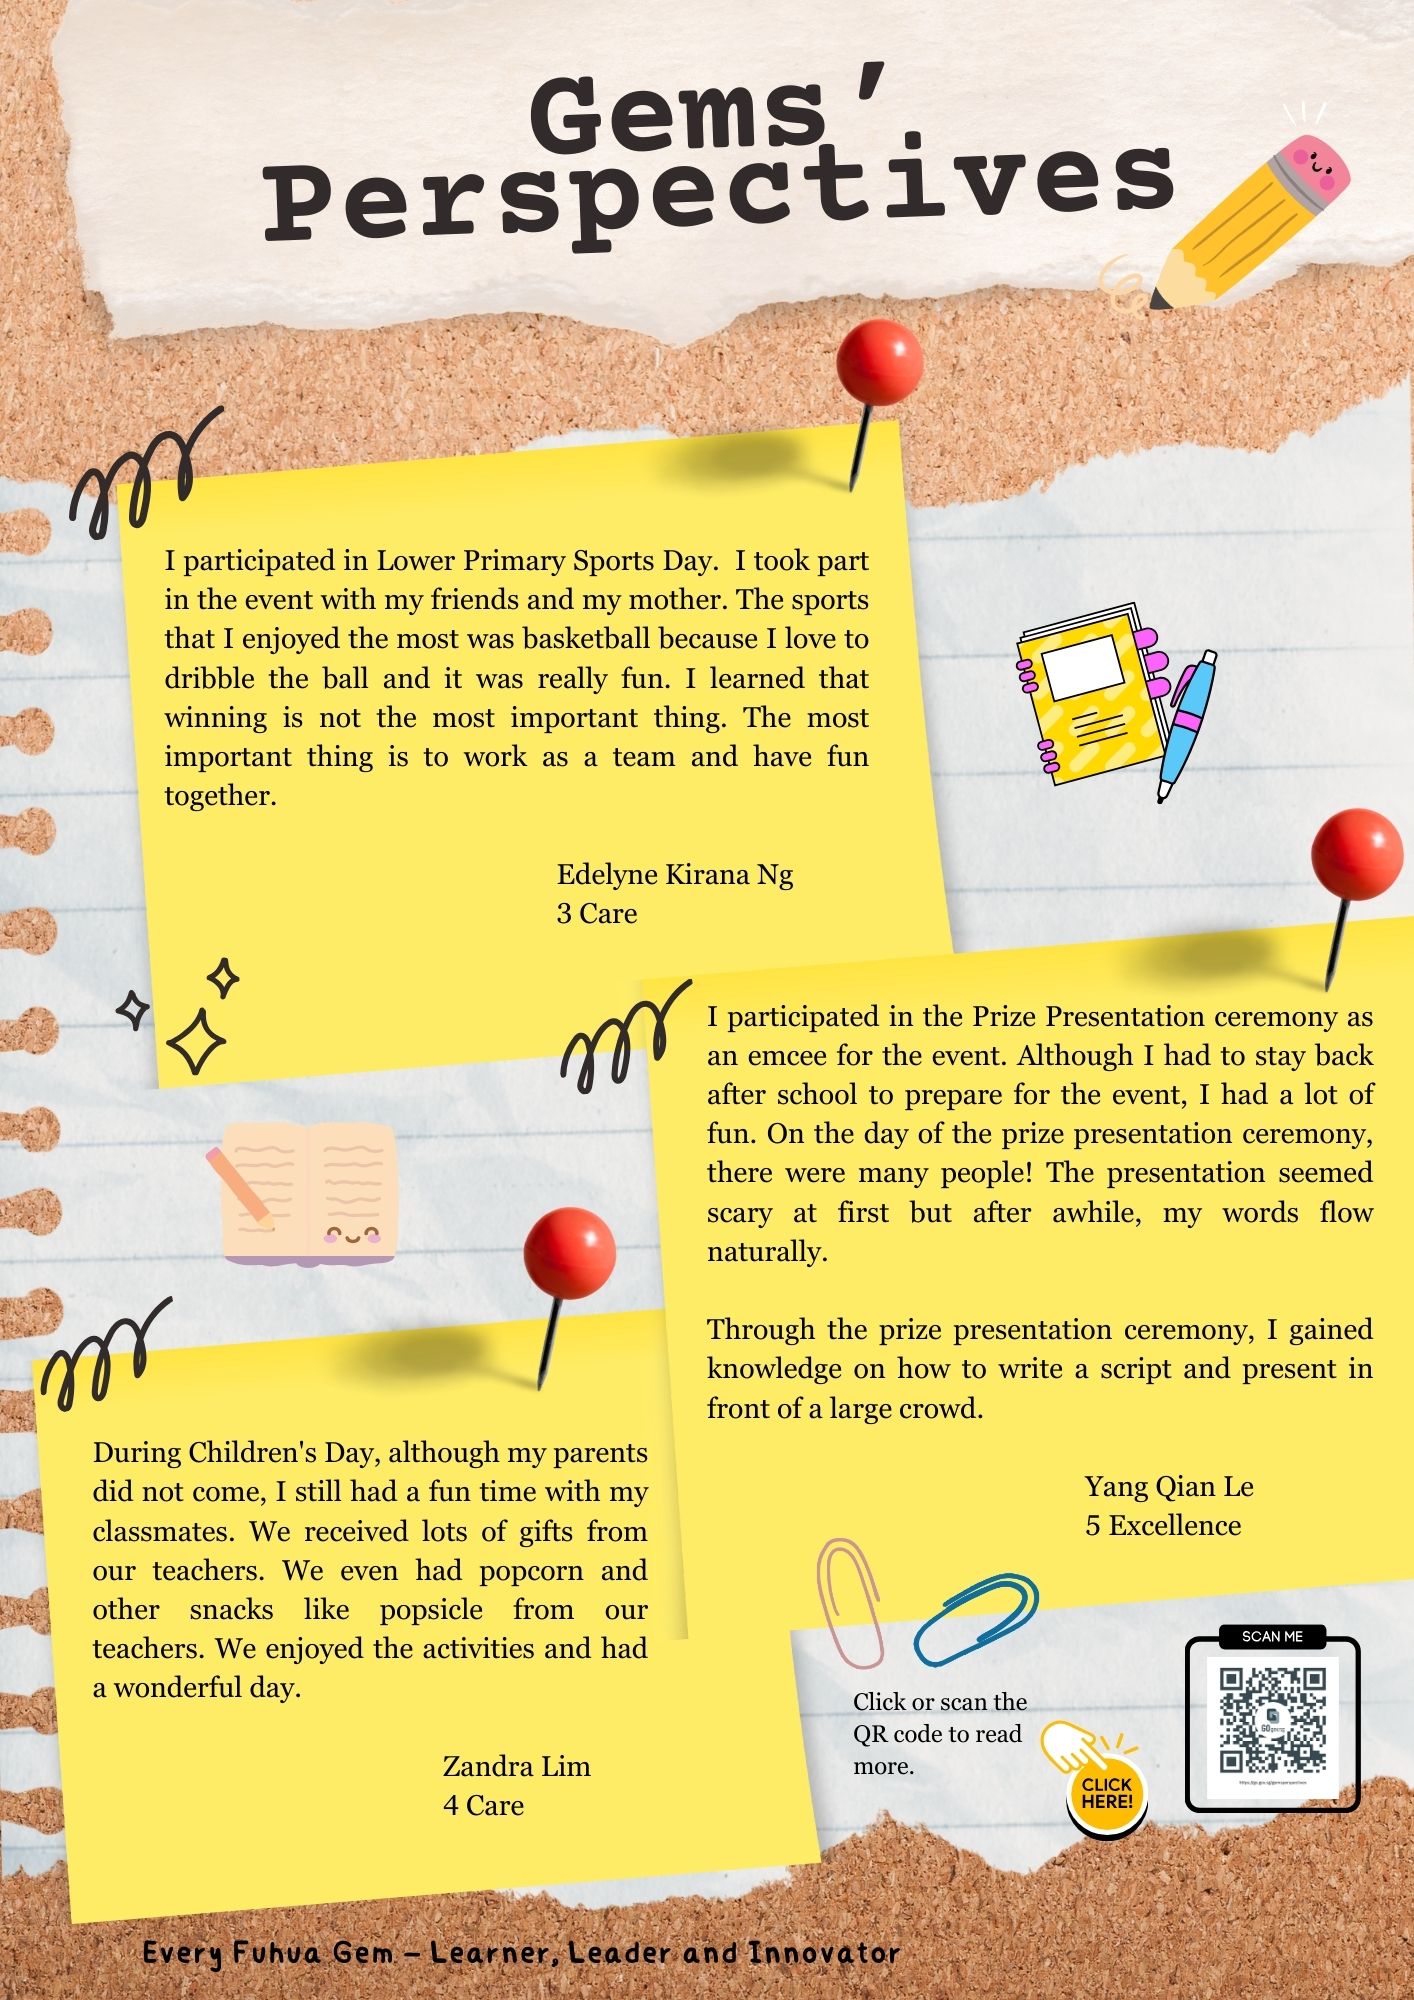 Gems'
Perspectives
I participated in Lower Primary Sports Day.  I took part
in the event with my friends and my mother. The sports
that I enjoyed the most was basketball because I love to
dribble the ball and it was really fun. I learned that
winning is not the most important thing. The most
important thing is to work as a team and have fun
together.
Edelyne Kirana Ng
3 Care
I participated in the Prize Presentation ceremony as
an emcee for the event. Although I had to stay back
after school to prepare for the event, I had a lot of
fun. On the day of the prize presentation ceremony,
there were many people! The presentation seemed
scary at first but after awhile, my words flow
naturally.
Through the prize presentation ceremony, I gained
knowledge on how to write a script and present in
front of a large crowd.
Yang Qian Le
5 Excellence
During Children's Day, although my parents
did not come, I still had a fun time with my
classmates. We received lots of gifts from
our teachers. We even had popcorn and
other snacks like popsicle from our
teachers. We enjoyed the activities and had
a wonderful day.
Zandra Lim
4 Care
Click or scan the
QR code to read
more.
CLICK
HERE!
SCAN ME
Every Fuhua Gem – Learner, Leader and Innovator